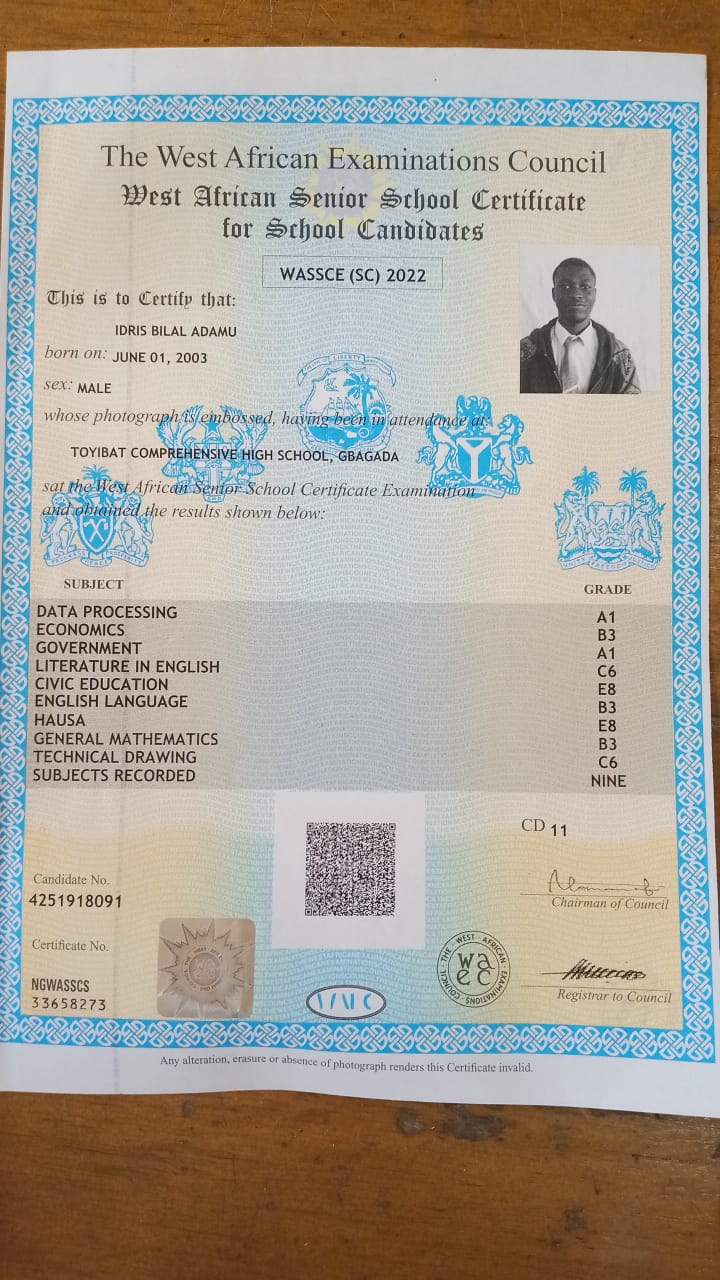 The West African Examinations Council
West African Senior School Certificate
for School Candidates
WASSCE (SC) 2022
This is to Certify that:
IDRIS BILAL ADAMU
born on: JUNE 01, 2003
sex: MALE
whose photograph is embossed, having been in attendance at:
TOYIBAT COMPREHENSIVE HIGH SCHOOL, GBAGADA
sat the West African Senior School Certificate Examination
and obtained the results shown below:
SUBJECT GRADE
DATA PROCESSING A1
ECONOMICS B3
GOVERNMENT A1
LITERATURE IN ENGLISH C6
CIVIC EDUCATION E8
ENGLISH LANGUAGE B3
HAUSA E8
GENERAL MATHEMATICS B3
TECHNICAL DRAWING C6
SUBJECTS RECORDED NINE
CD 11
Candidate No.
4251918091
Chairman of Council
Certificate No.
NGWASSCS
33658273
THE WEST AFRICAN EXAMINATIONS COUNCIL
waec
Registrar to Council
Any alteration, erasure or absence of photograph renders this Certificate invalid.